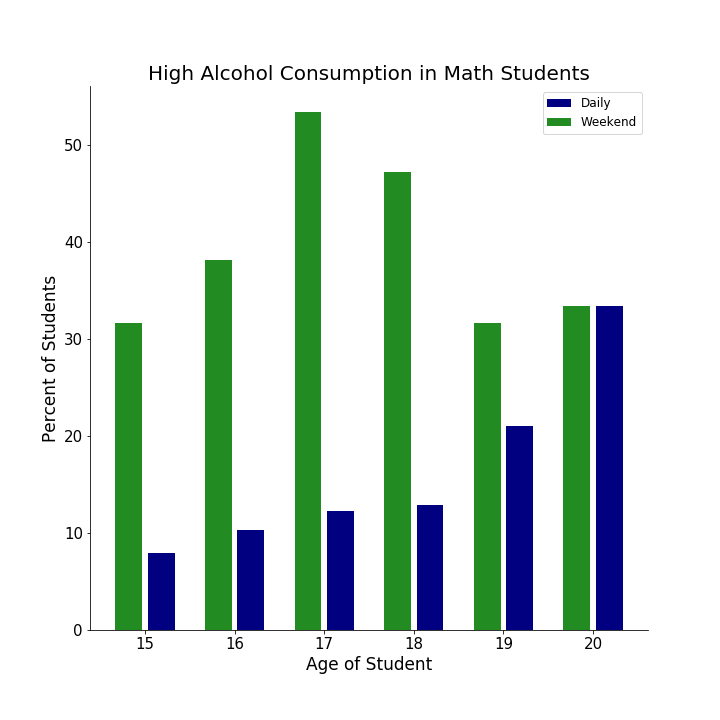 High Alcohol Consumption in Math Students
Daily
Weekend
Percent of Students
50
40
30
20
10
0
15 16 17 18 19 20
Age of Student